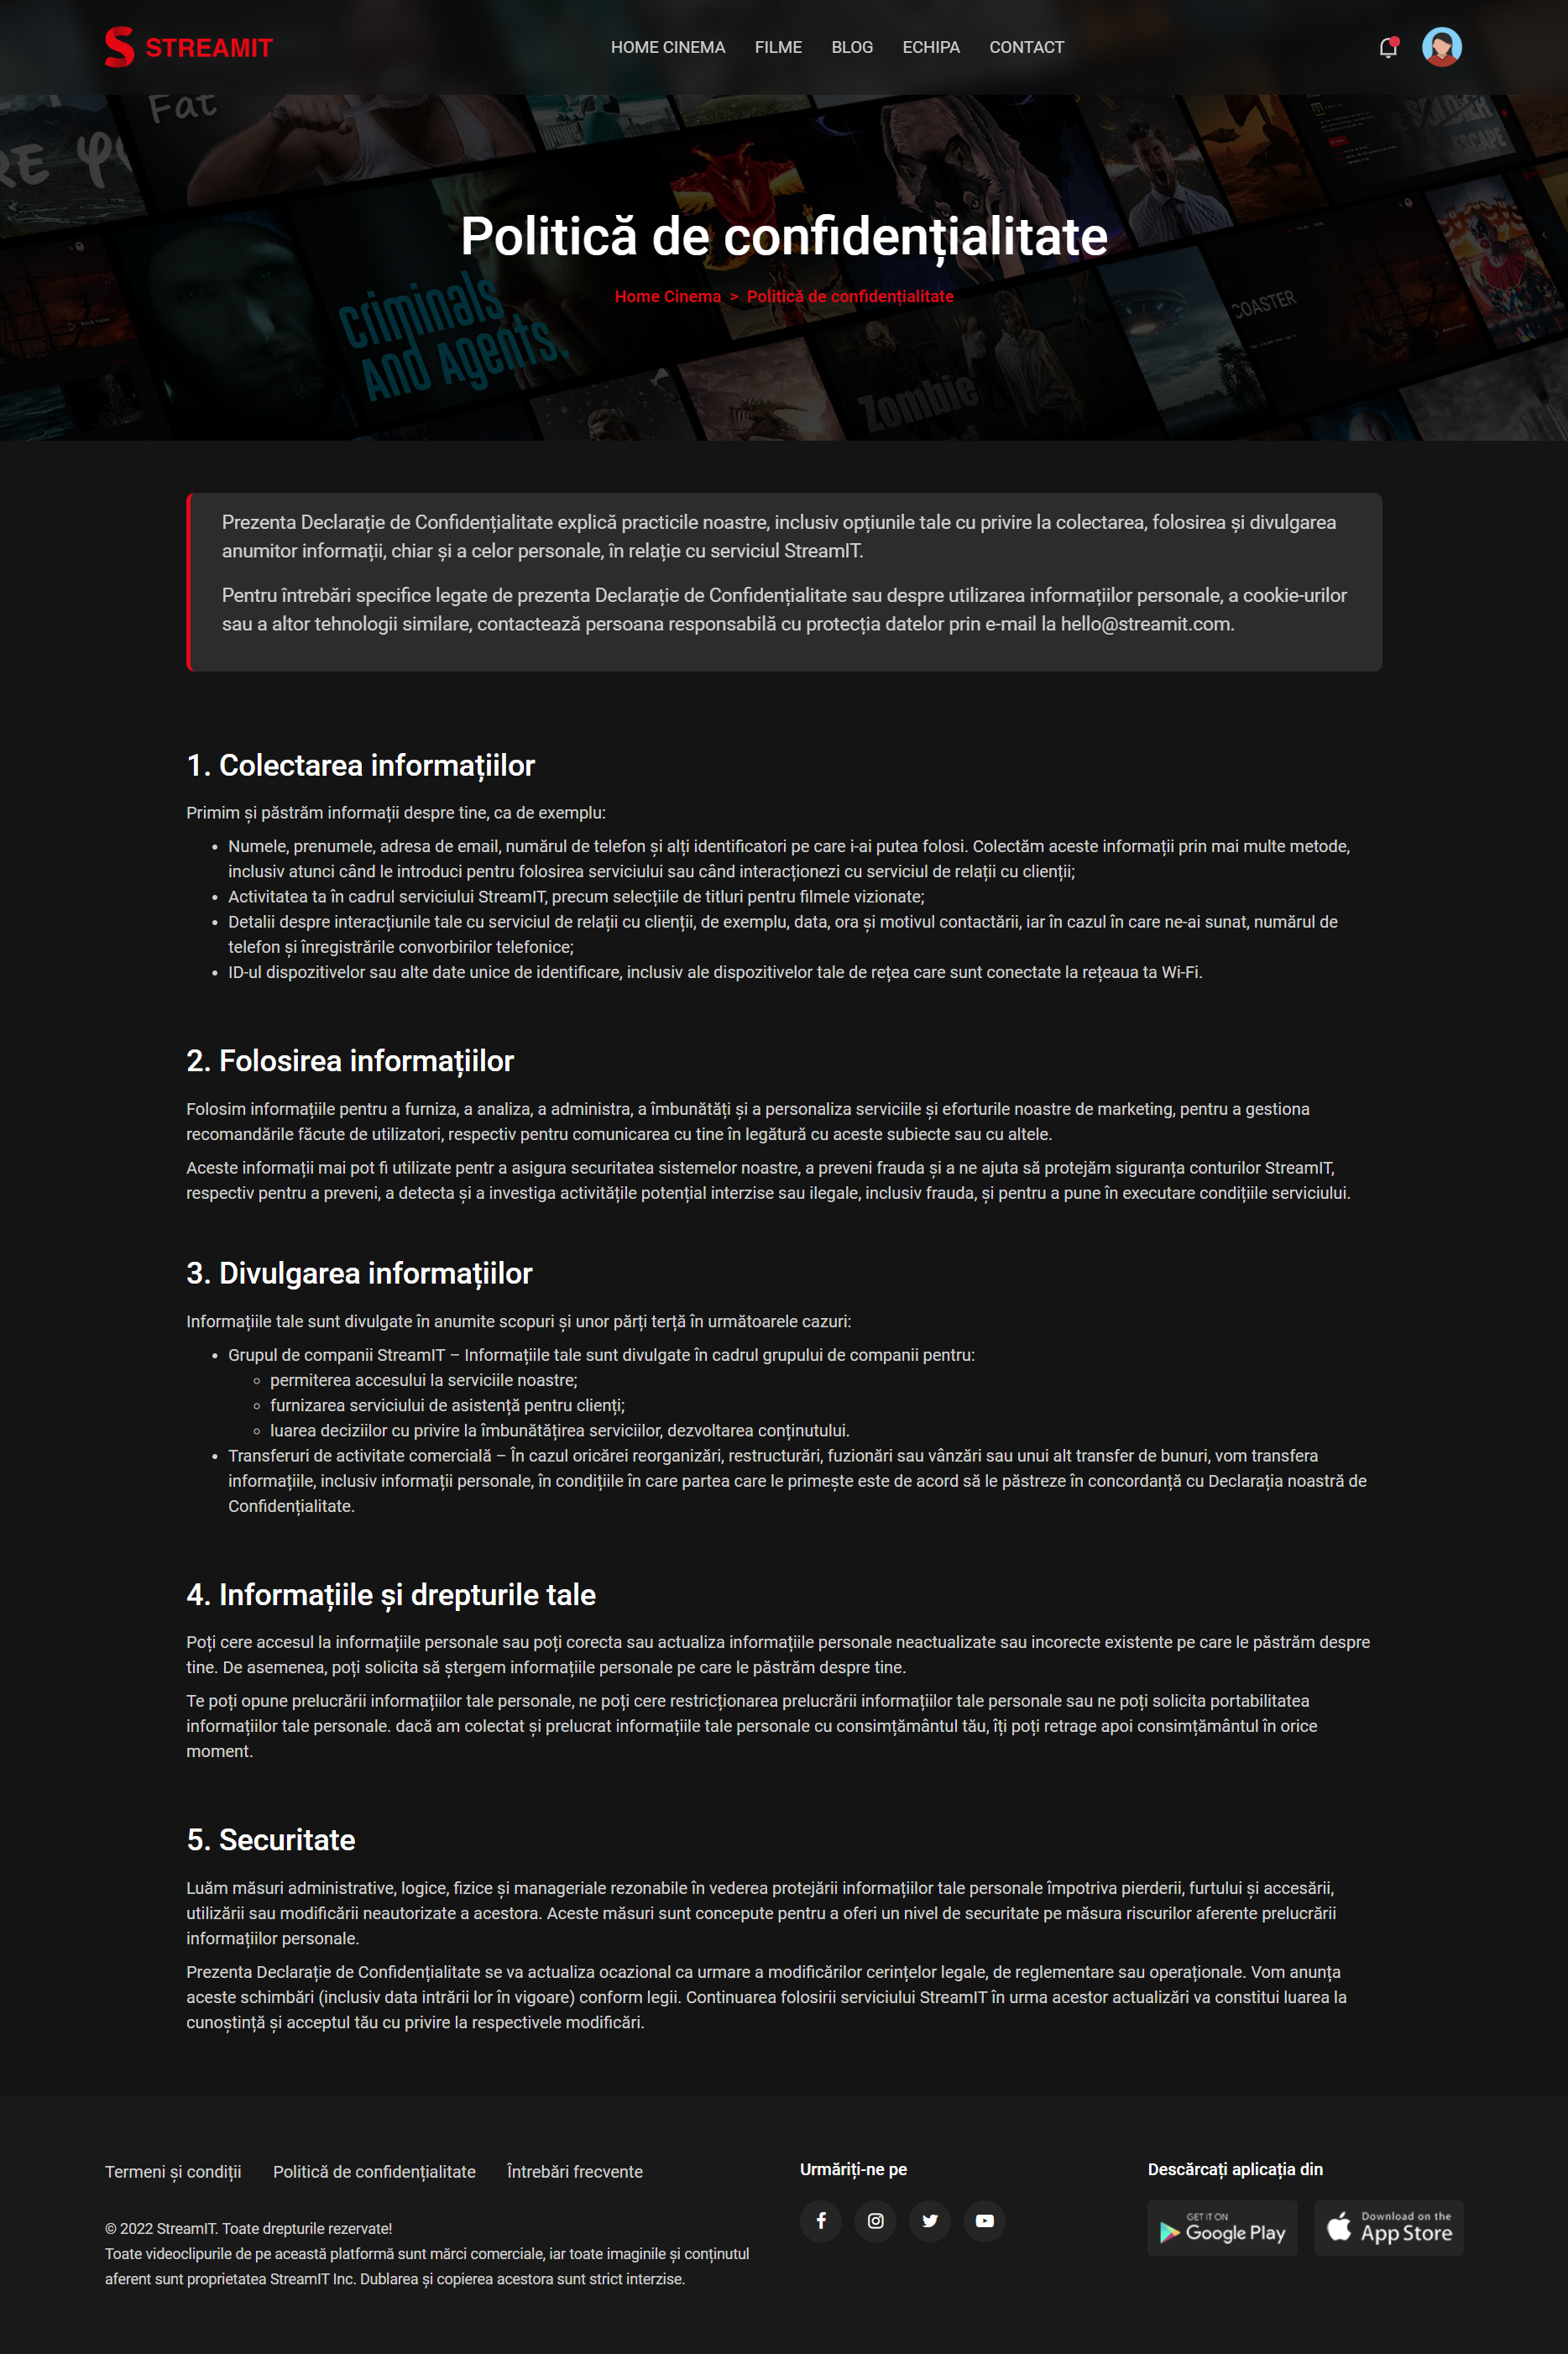 STREAMIT
HOME CINEMA FILME BLOG ECHIPA CONTACT
Fat
RE
Politică de confidențialitate
Home Cinema > Politică de confidențialitate
Criminals
And Agents.
COASTER
ESCAPE
Zombie
Prezenta Declarație de Confidențialitate explică practicile noastre, inclusiv opțiunile tale cu privire la colectarea, folosirea și divulgarea
anumitor informații, chiar și a celor personale, în relație cu serviciul StreamIT.
Pentru întrebări specifice legate de prezenta Declarație de Confidențialitate sau despre utilizarea informațiilor personale, a cookie-urilor
sau a altor tehnologii similare, contactează persoana responsabilă cu protecția datelor prin e-mail la hello@streamit.com.
1. Colectarea informațiilor
Primim și păstrăm informații despre tine, ca de exemplu:
• Numele, prenumele, adresa de email, numărul de telefon și alți identificatori pe care i-ai putea folosi. Colectăm aceste informații prin mai multe metode,
inclusiv atunci când le introduci pentru folosirea serviciului sau când interacționezi cu serviciul de relații cu clienții;
• Activitatea ta în cadrul serviciului StreamIT, precum selecțiile de titluri pentru filmele vizionate;
• Detalii despre interacțiunile tale cu serviciul de relații cu clienții, de exemplu, data, ora și motivul contactării, iar în cazul în care ne-ai sunat, numărul de
telefon și înregistrările convorbirilor telefonice;
• ID-ul dispozitivelor sau alte date unice de identificare, inclusiv ale dispozitivelor tale de rețea care sunt conectate la rețeaua ta Wi-Fi.
2. Folosirea informațiilor
Folosim informațiile pentru a furniza, a analiza, a administra, a îmbunătăți și a personaliza serviciile și eforturile noastre de marketing, pentru a gestiona
recomandările făcute de utilizatori, respectiv pentru comunicarea cu tine în legătură cu aceste subiecte sau cu altele.
Aceste informații mai pot fi utilizate pentr a asigura securitatea sistemelor noastre, a preveni frauda și a ne ajuta să protejăm siguranța conturilor StreamIT,
respectiv pentru a preveni, a detecta și a investiga activitățile potențial interzise sau ilegale, inclusiv frauda, și pentru a pune în executare condițiile serviciului.
3. Divulgarea informațiilor
Informațiile tale sunt divulgate în anumite scopuri și unor părți terță în următoarele cazuri:
• Grupul de companii StreamIT – Informațiile tale sunt divulgate în cadrul grupului de companii pentru:
◦ permiterea accesului la serviciile noastre;
◦ furnizarea serviciului de asistență pentru clienți;
◦ luarea deciziilor cu privire la îmbunătățirea serviciilor, dezvoltarea conținutului.
• Transferuri de activitate comercială – În cazul oricărei reorganizări, restructurări, fuzionări sau vânzări sau unui alt transfer de bunuri, vom transfera
informațiile, inclusiv informații personale, în condițiile în care partea care le primește este de acord să le păstreze în concordanță cu Declarația noastră de
Confidențialitate.
4. Informațiile și drepturile tale
Poți cere accesul la informațiile personale sau poți corecta sau actualiza informațiile personale neactualizate sau incorecte existente pe care le păstrăm despre
tine. De asemenea, poți solicita să ștergem informațiile personale pe care le păstrăm despre tine.
Te poți opune prelucrării informațiilor tale personale, ne poți cere restricționarea prelucrării informațiilor tale personale sau ne poți solicita portabilitatea
informațiilor tale personale. dacă am colectat și prelucrat informațiile tale personale cu consimțământul tău, îți poți retrage apoi consimțământul în orice
moment.
5. Securitate
Luăm măsuri administrative, logice, fizice și manageriale rezonabile în vederea protejării informațiilor tale personale împotriva pierderii, furtului și accesării,
utilizării sau modificării neautorizate a acestora. Aceste măsuri sunt concepute pentru a oferi un nivel de securitate pe măsura riscurilor aferente prelucrării
informațiilor personale.
Prezenta Declarație de Confidențialitate se va actualiza ocazional ca urmare a modificărilor cerințelor legale, de reglementare sau operaționale. Vom anunța
aceste schimbări (inclusiv data intrării lor în vigoare) conform legii. Continuarea folosirii serviciului StreamIT în urma acestor actualizări va constitui luarea la
cunoștință și acceptul tău cu privire la respectivele modificări.
Termeni și condiții Politică de confidențialitate Întrebări frecvente
© 2022 StreamIT. Toate drepturile rezervate!
Toate videoclipurile de pe această platformă sunt mărci comerciale, iar toate imaginile și conținutul
aferent sunt proprietatea StreamIT Inc. Dublarea și copierea acestora sunt strict interzise.
Urmăriți-ne pe
Descărcați aplicația din
GET IT ON
Google Play
Download on the
App Store